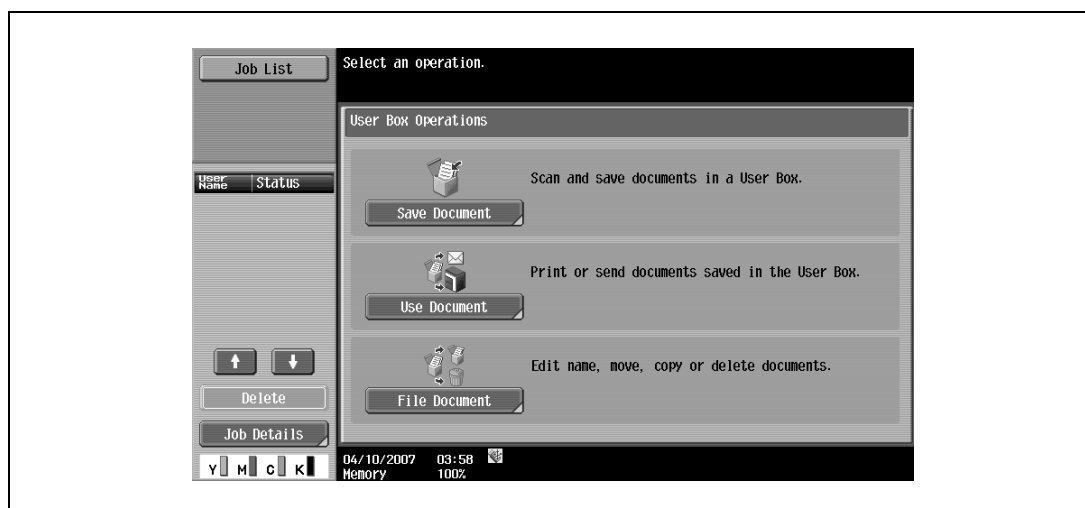 Job List
Select an operation.
User Box Operations
User Name Status
Scan and save documents in a User Box.
Save Document
Print or send documents saved in the User Box.
Use Document
Edit name, move, copy or delete documents.
File Document
Delete
Job Details
Y M C K
04/10/2007 03:58
Memory 100%